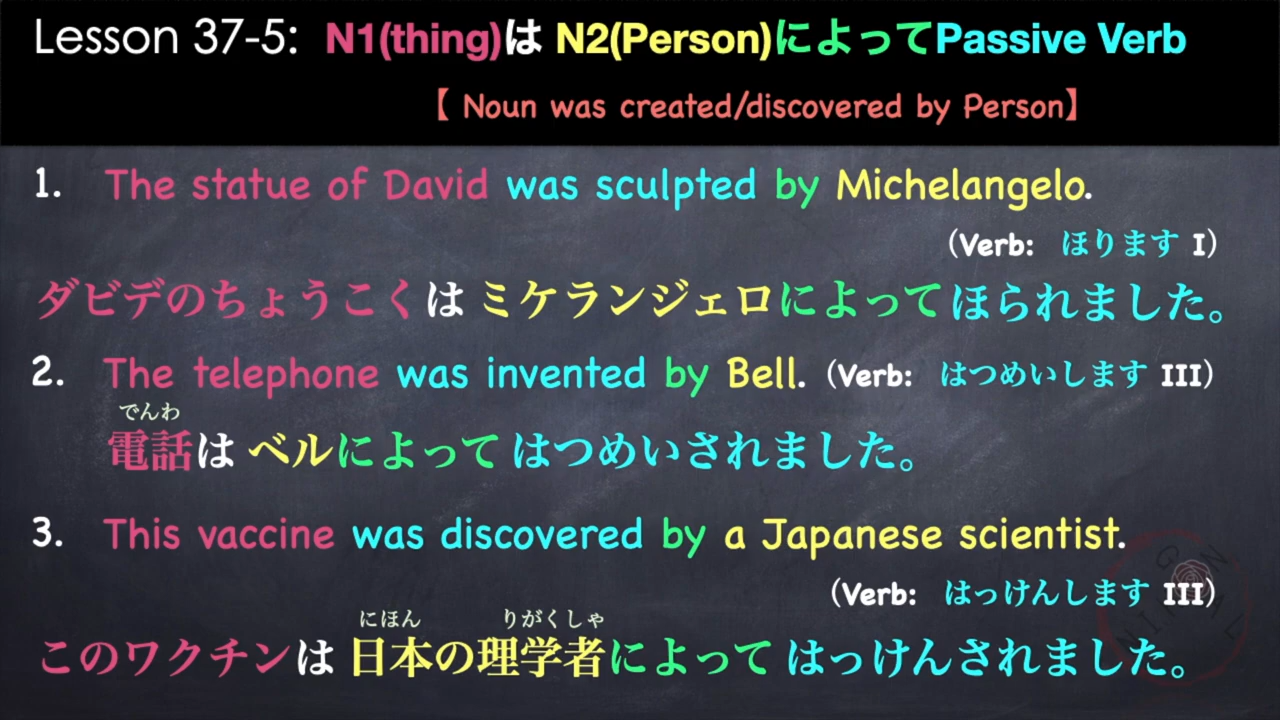 Lesson 37-5: N1(thing)は N2(Person)によってPassive Verb
【 Noun was created/discovered by Person】
1. The statue of David was sculpted by Michelangelo.
(Verb: ほります I)
ダビデのちょうこくは ミケランジェロによって ほられました。
2. The telephone was invented by Bell. (Verb: はつめいします III)
でんわ
電話は ベルによって はつめいされました。
3. This vaccine was discovered by a Japanese scientist.
(Verb: はっけんします III)
にほん りがくしゃ
このワクチンは 日本の理学者によって はっけんされました。